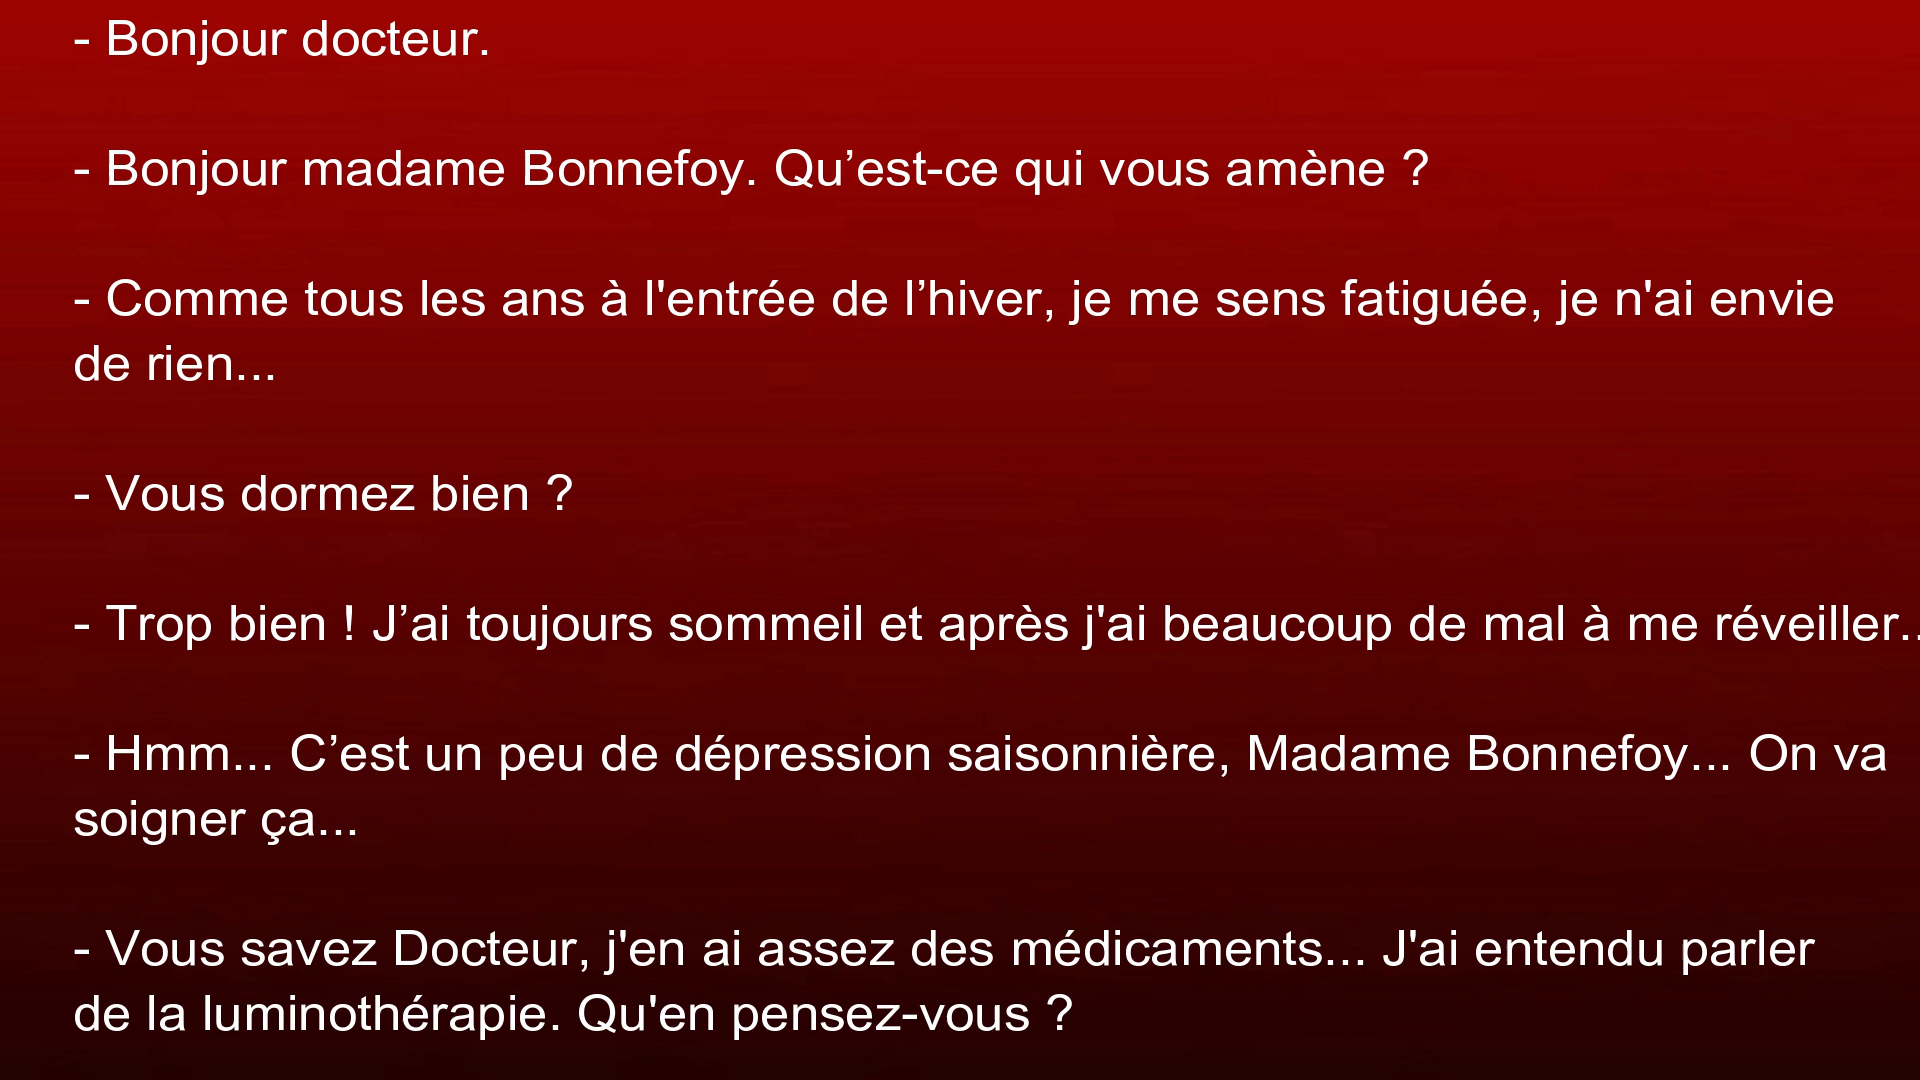 - Bonjour docteur.
- Bonjour madame Bonnefoy. Qu’est-ce qui vous amène ?
- Comme tous les ans à l'entrée de l’hiver, je me sens fatiguée, je n'ai envie
de rien...
- Vous dormez bien ?
- Trop bien ! J’ai toujours sommeil et après j'ai beaucoup de mal à me réveiller..
- Hmm... C’est un peu de dépression saisonnière, Madame Bonnefoy... On va
soigner ça...
- Vous savez Docteur, j'en ai assez des médicaments... J'ai entendu parler
de la luminothérapie. Qu'en pensez-vous ?